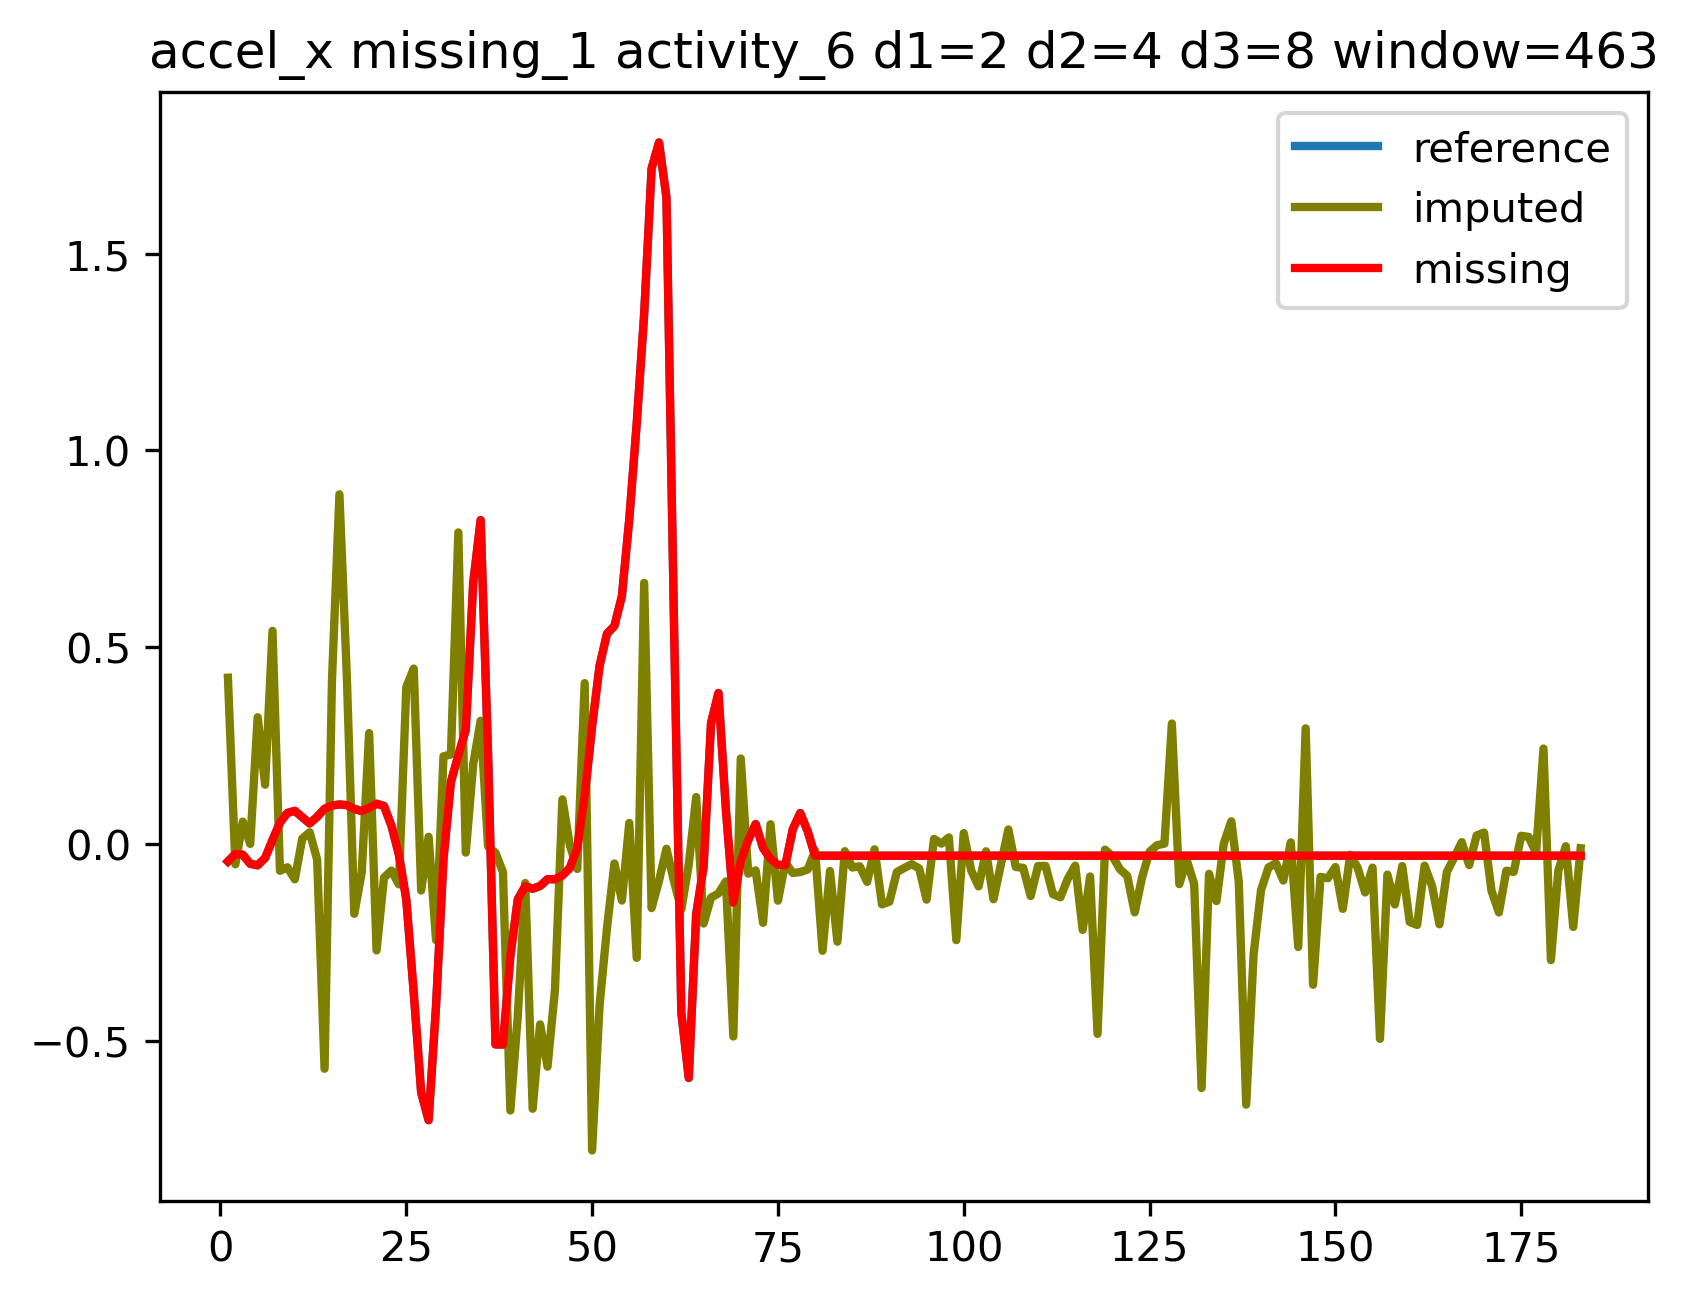 accel_x missing_1 activity_6 d1=2 d2=4 d3=8 window=463
reference
imputed
missing
1.5
1.0
0.5
0.0
−0.5
0 25 50 75 100 125 150 175